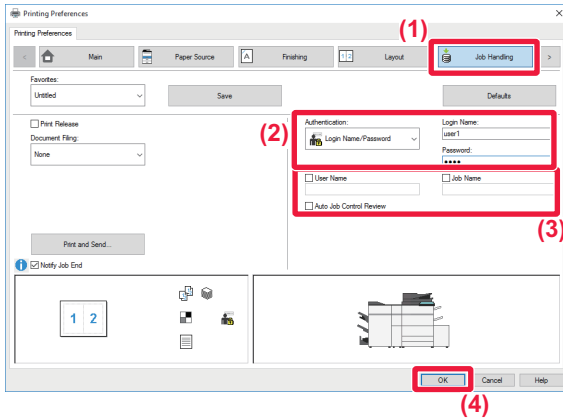 Printing Preferences
Printing Preferences
(1)
< Main Paper Source A Finishing 1 2 Layout Job Handling >
Favorites:
Untitled Save Defaults
Print Release
Document Filing:
None
(2)
Authentication: Login Name:
Login Name/Password user1
Password:
••••
User Name Job Name
Auto Job Control Review
(3)
Print and Send...
Notify Job End
1 2
OK Cancel Help
(4)